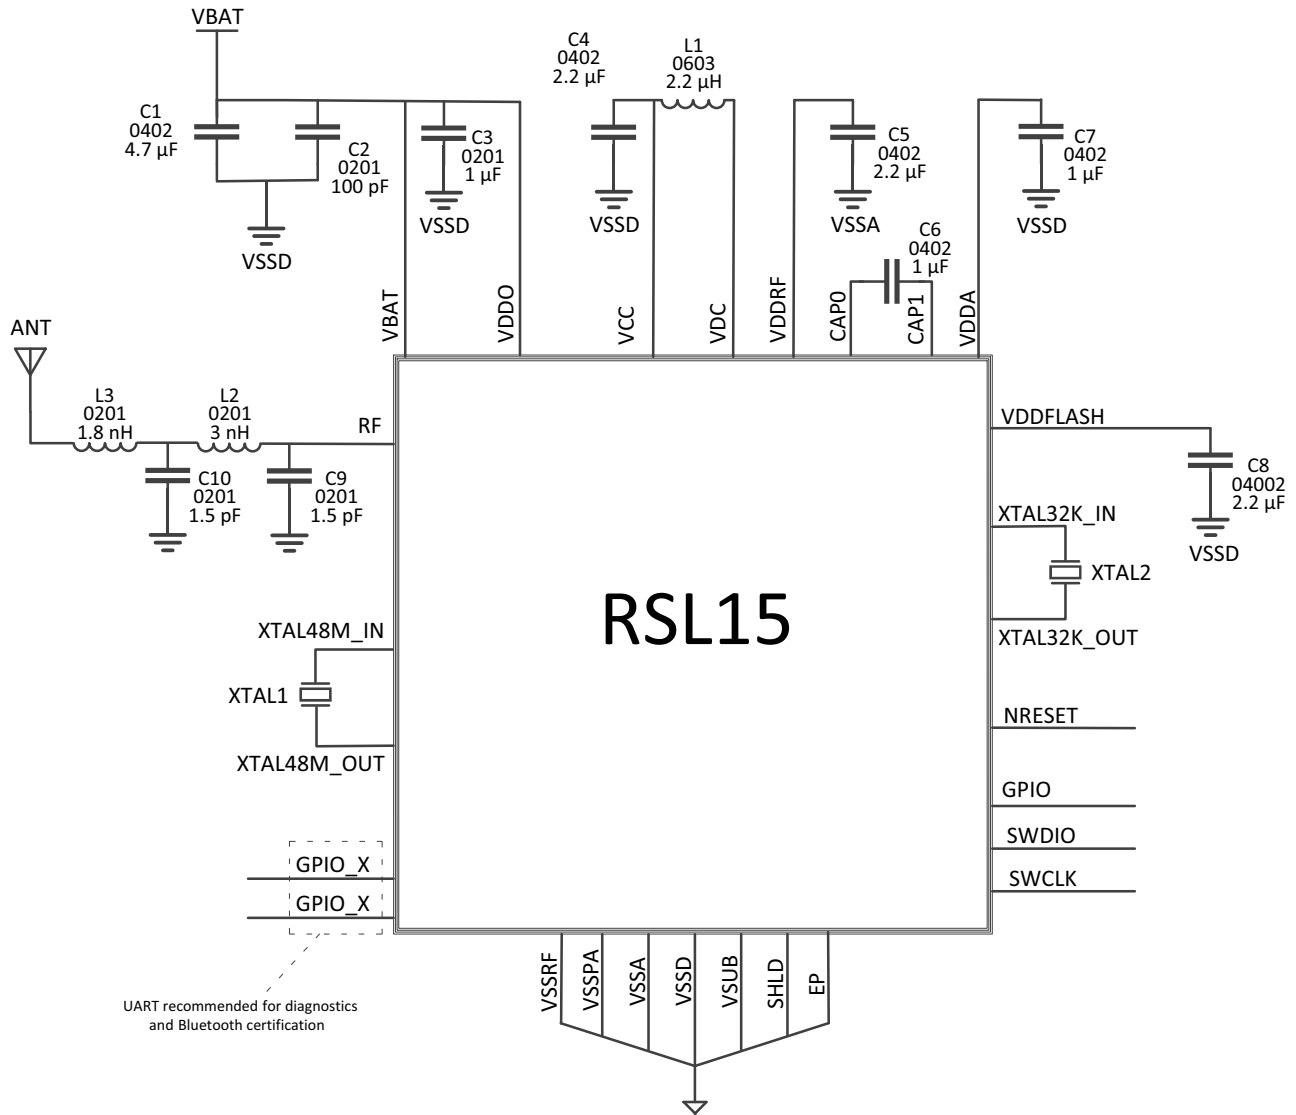 VBAT
C1
0402
4.7 µF
C2
0201
100 pF
VSSD
C3
0201
1 µF
VSSD
C4
0402
2.2 µF
VSSD
L1
0603
2.2 µH
C5
0402
2.2 µF
VSSA
C6
0402
1 µF
C7
0402
1 µF
VSSD
VBAT
VDDO
VCC
VDC
VDDRF
CAP0
CAP1
VDDA
ANT
L3
0201
1.8 nH
L2
0201
3 nH
RF
C10
0201
1.5 pF
C9
0201
1.5 pF
VDDFLASH
C8
04002
2.2 µF
VSSD
XTAL32K_IN
XTAL2
XTAL32K_OUT
RSL15
XTAL48M_IN
XTAL1
XTAL48M_OUT
NRESET
GPIO
SWDIO
SWCLK
GPIO_X
GPIO_X
UART recommended for diagnostics
and Bluetooth certification
VSSRF
VSSPA
VSSA
VSSD
VSUB
SHLD
EP